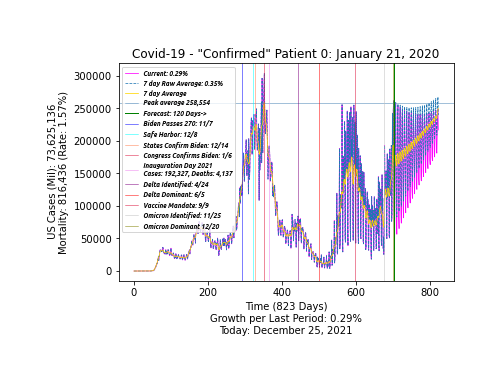 Covid-19 - "Confirmed" Patient 0: January 21, 2020
US Cases (Mil): 73,625,136
Mortality: 816,436 (Rate: 1.57%)
300000
250000
200000
150000
100000
50000
0
Current: 0.29%
7 day Raw Average: 0.35%
7 day Average
Peak average 258,554
Forecast: 120 Days->
Biden Passes 270: 11/7
Safe Harbor: 12/8
States Confirm Biden: 12/14
Congress Confirms Biden: 1/6
Inauguration Day 2021
Cases: 192,327, Deaths: 4,137
Delta Identified: 4/24
Delta Dominant: 6/5
Vaccine Mandate: 9/9
Omicron Identified: 11/25
Omicron Dominant 12/20
0 200 400 600 800
Time (823 Days)
Growth per Last Period: 0.29%
Today: December 25, 2021